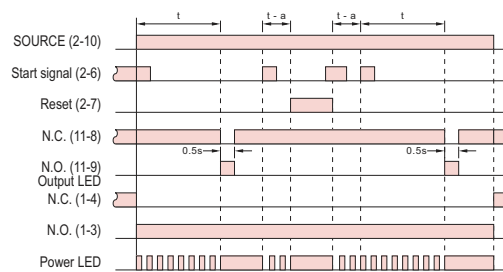 t
t - a
t - a
t
SOURCE (2-10)
Start signal (2-6)
Reset (2-7)
N.C. (11-8)
0.5s
0.5s
N.O. (11-9)
Output LED
N.C. (1-4)
N.O. (1-3)
Power LED